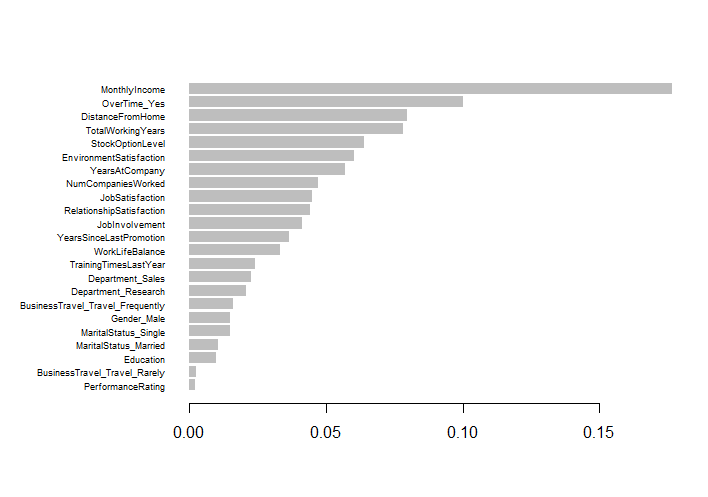 MonthlyIncome
OverTime_Yes
DistanceFromHome
TotalWorkingYears
StockOptionLevel
EnvironmentSatisfaction
YearsAtCompany
NumCompaniesWorked
JobSatisfaction
RelationshipSatisfaction
JobInvolvement
YearsSinceLastPromotion
WorkLifeBalance
TrainingTimesLastYear
Department_Sales
Department_Research
BusinessTravel_Travel_Frequently
Gender_Male
MaritalStatus_Single
MaritalStatus_Married
Education
BusinessTravel_Travel_Rarely
PerformanceRating
0.00 0.05 0.10 0.15